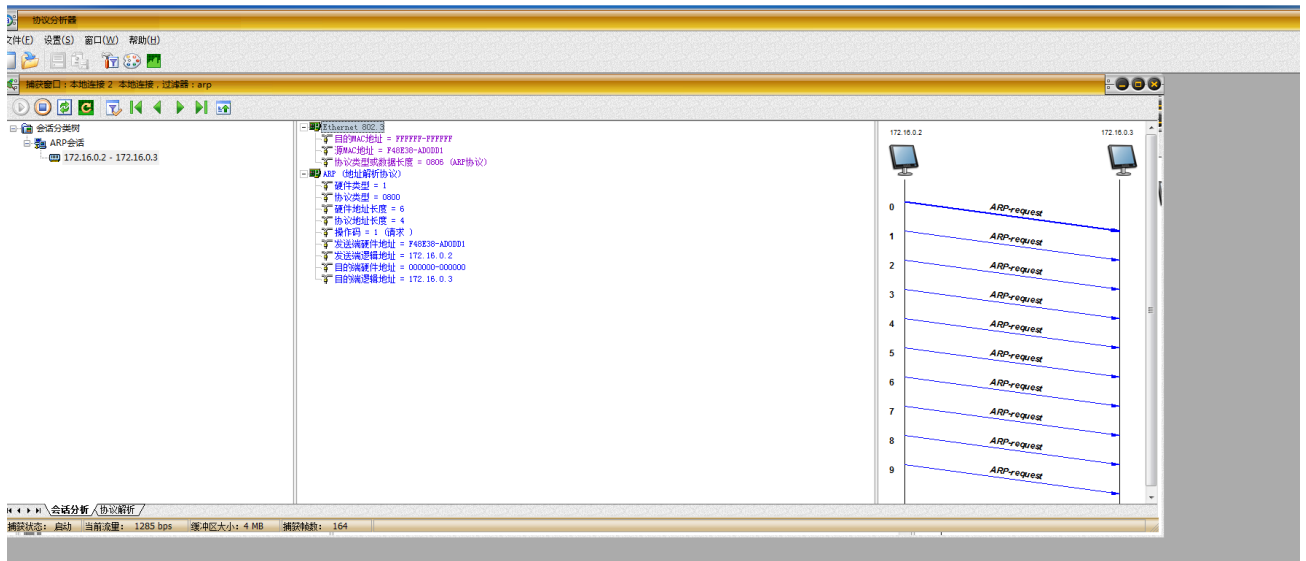 协议分析器
文件(F) 设置(S) 窗口(W) 帮助(H)
捕获窗口：本地连接 2 本地连接，过滤器：arp
会话分类树
ARP会话
172.16.0.2 - 172.16.0.3
Ethernet 802.3
目的MAC地址 = FFFFFF-FFFFFF
源MAC地址 = F48E38-AD0DD1
协议类型或数据长度 = 0806 (ARP协议)
ARP (地址解析协议)
硬件类型 = 1
协议类型 = 0800
硬件地址长度 = 6
协议地址长度 = 4
操作码 = 1 (请求 )
发送端硬件地址 = F48E38-AD0DD1
发送端逻辑地址 = 172.16.0.2
目的端硬件地址 = 000000-000000
目的端逻辑地址 = 172.16.0.3
172.16.0.2 172.16.0.3
0 ARP-request
1 ARP-request
2 ARP-request
3 ARP-request
4 ARP-request
5 ARP-request
6 ARP-request
7 ARP-request
8 ARP-request
9 ARP-request
会话分析 协议解析
捕获状态： 启动 当前流量： 1285 bps 缓冲区大小：4 MB 捕获帧数： 164